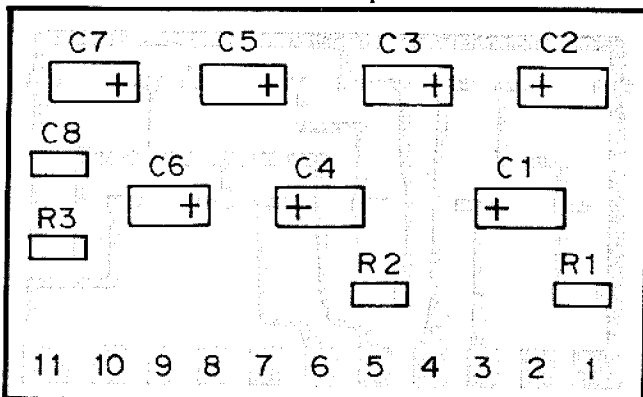 C7 C5 C3 C2
+ + + +
C8
C6 C4 C1
+ + +
R3
R2 R1
11 10 9 8 7 6 5 4 3 2 1